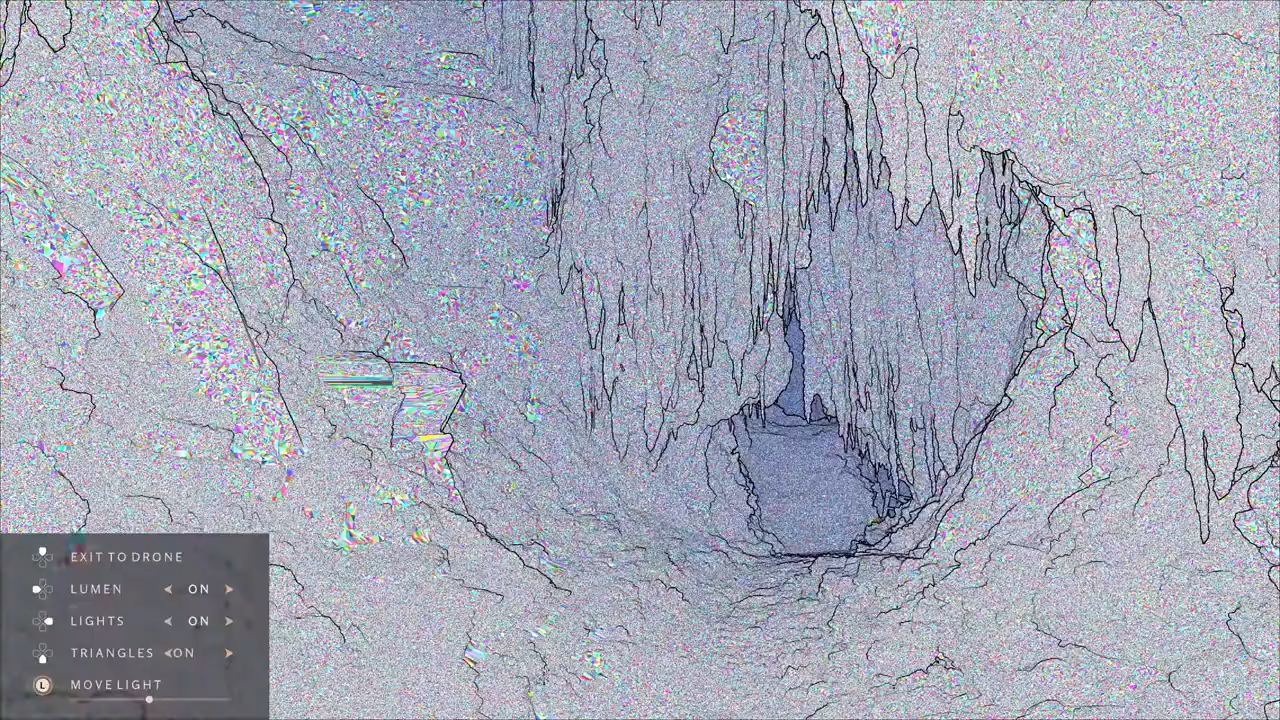 EXIT TO DRONE
LUMEN ON
LIGHTS ON
TRIANGLES ON
L MOVE LIGHT